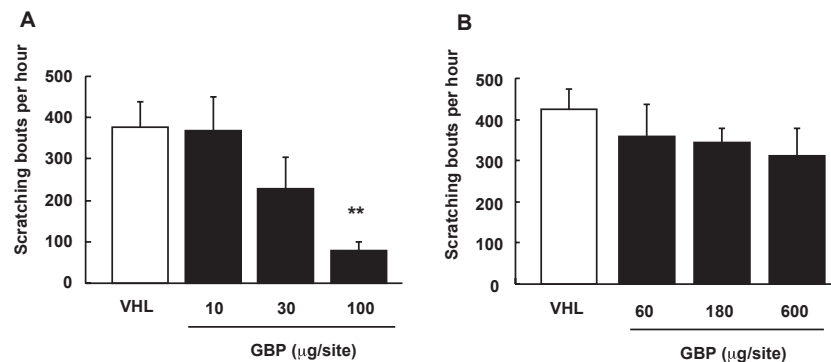 A
Scratching bouts per hour
500
400
300
200
100
0
**
VHL
10
30
100
GBP (μg/site)
B
Scratching bouts per hour
500
400
300
200
100
0
VHL
60
180
600
GBP (μg/site)